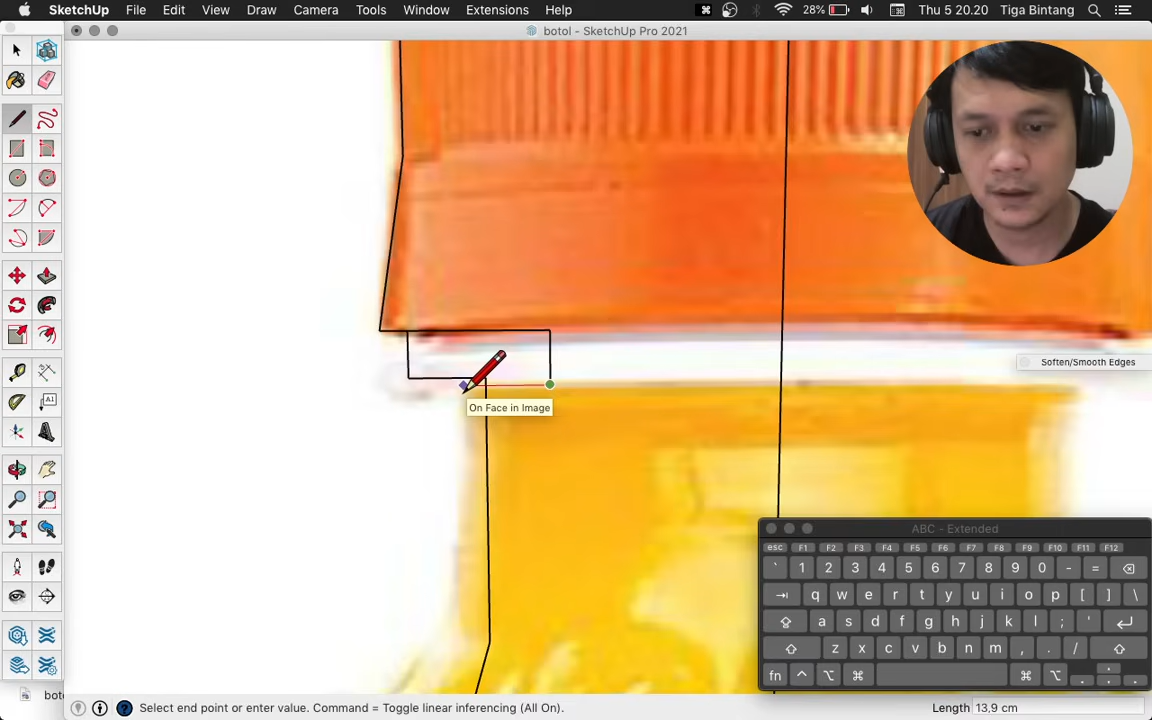 SketchUp File Edit View Draw Camera Tools Window Extensions Help 28% Thu 5 20.20 Tiga Bintang
botol - SketchUp Pro 2021
Soften/Smooth Edges
On Face in Image
ABC - Extended
esc F1 F2 F3 F4 F5 F6 F7 F8 F9 F10 F11 F12
` 1 2 3 4 5 6 7 8 9 0 - =
q w e r t y u i o p [ ] \
a s d f g h j k l ; '
z x c v b n m , . /
fn
boto
Select end point or enter value. Command = Toggle linear inferencing (All On).
Length 13,9 cm